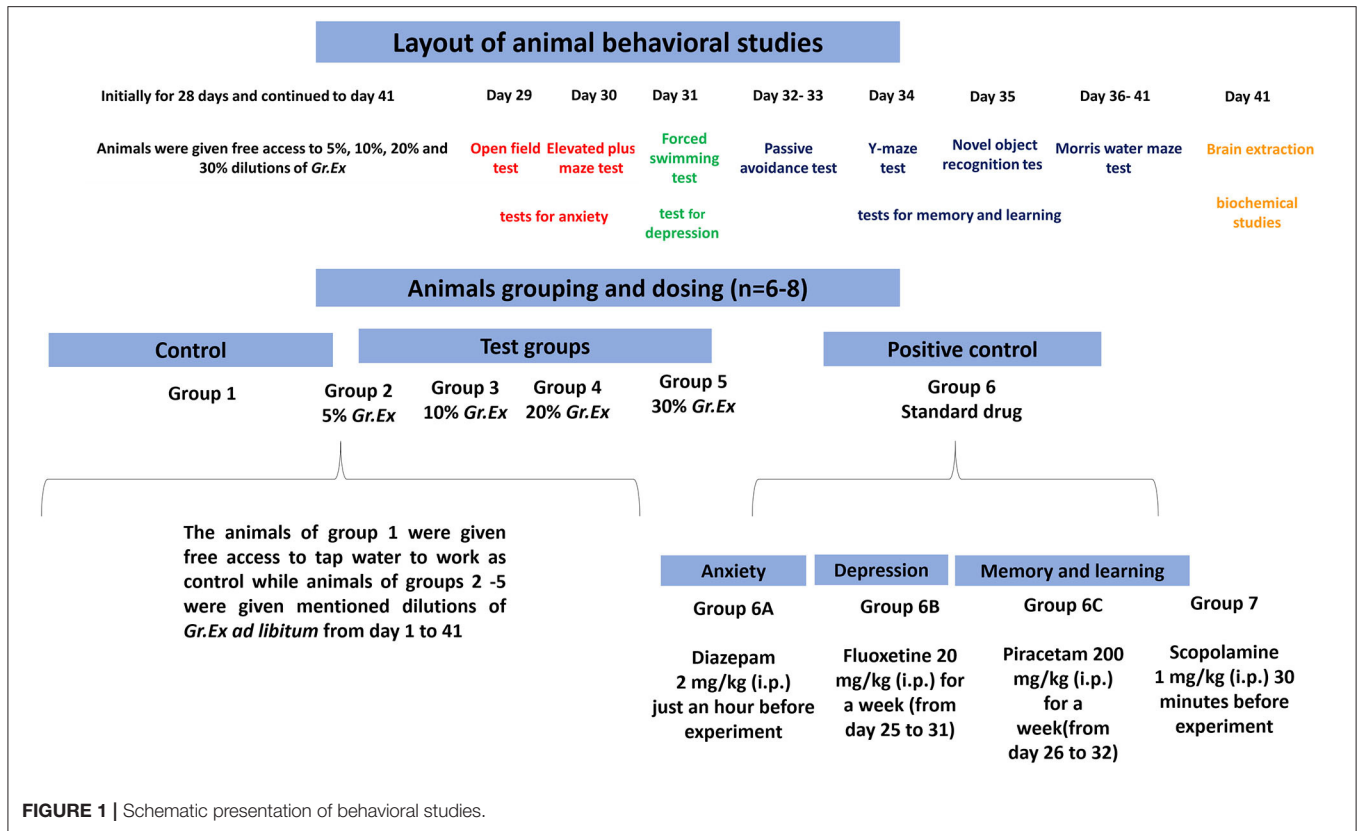 Layout of animal behavioral studies
Initially for 28 days and continued to day 41
Day 29
Day 30
Day 31
Day 32- 33
Day 34
Day 35
Day 36- 41
Day 41
Animals were given free access to 5%, 10%, 20% and
30% dilutions of Gr.Ex
Open field
test
Elevated plus
maze test
Forced
swimming
test
Passive
avoidance test
Y-maze
test
Novel object
recognition tes
Morris water maze
test
Brain extraction
tests for anxiety
test for
depression
tests for memory and learning
biochemical
studies
Animals grouping and dosing (n=6-8)
Control
Test groups
Positive control
Group 1
Group 2
5% Gr.Ex
Group 3
10% Gr.Ex
Group 4
20% Gr.Ex
Group 5
30% Gr.Ex
Group 6
Standard drug
The animals of group 1 were given
free access to tap water to work as
control while animals of groups 2 -5
were given mentioned dilutions of
Gr.Ex ad libitum from day 1 to 41
Anxiety
Depression
Memory and learning
Group 6A
Group 6B
Group 6C
Group 7
Diazepam
2 mg/kg (i.p.)
just an hour before
experiment
Fluoxetine 20
mg/kg (i.p.) for
a week (from
day 25 to 31)
Piracetam 200
mg/kg (i.p.)
for a
week(from
day 26 to 32)
Scopolamine
1 mg/kg (i.p.) 30
minutes before
experiment
FIGURE 1 | Schematic presentation of behavioral studies.